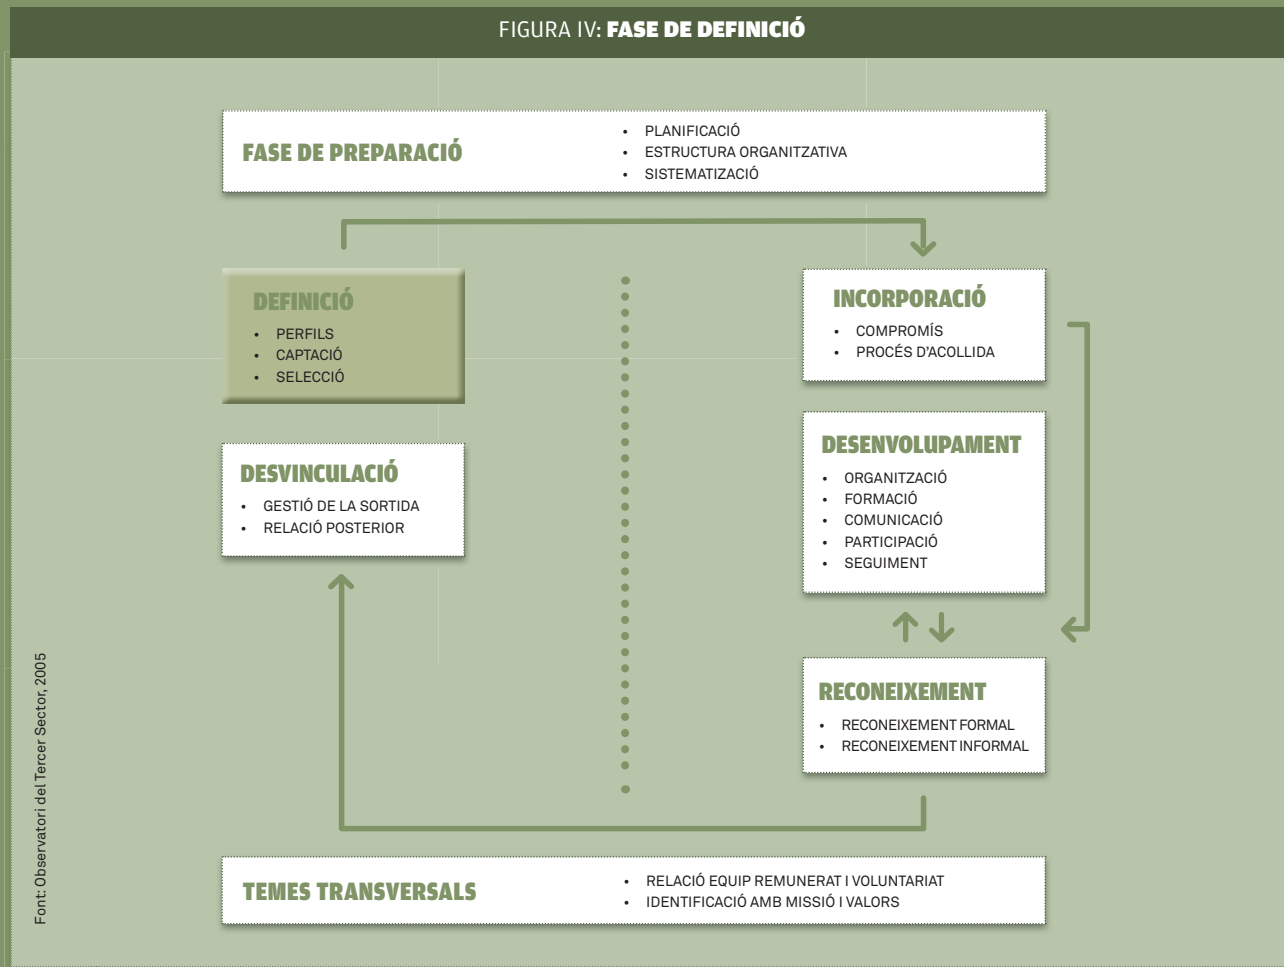 FIGURA IV: FASE DE DEFINICIÓ
FASE DE PREPARACIÓ
• PLANIFICACIÓ
• ESTRUCTURA ORGANITZATIVA
• SISTEMATIZACIÓ
DEFINICIÓ
• PERFILS
• CAPTACIÓ
• SELECCIÓ
INCORPORACIÓ
• COMPROMÍS
• PROCÉS D'ACOLLIDA
DESVINCULACIÓ
• GESTIÓ DE LA SORTIDA
• RELACIÓ POSTERIOR
DESENVOLUPAMENT
• ORGANITZACIÓ
• FORMACIÓ
• COMUNICACIÓ
• PARTICIPACIÓ
• SEGUIMENT
RECONEIXEMENT
• RECONEIXEMENT FORMAL
• RECONEIXEMENT INFORMAL
TEMES TRANSVERSALS
• RELACIÓ EQUIP REMUNERAT I VOLUNTARIAT
• IDENTIFICACIÓ AMB MISSIÓ I VALORS
Font: Observatori del Tercer Sector, 2005